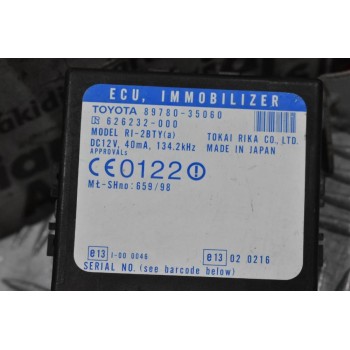 ECU, IMMOBILIZER
TOYOTA 89780-35060
626232-000
MODEL RI-2BTY(a) TOKAI RIKA CO., LTD.
DC12V, 40mA, 134.2kHz MADE IN JAPAN
APPROVALs
CE0122
Mt-SHno: 659/98
e13 I-00 0046 e13 02 0216
SERIAL NO. (see barcode below)